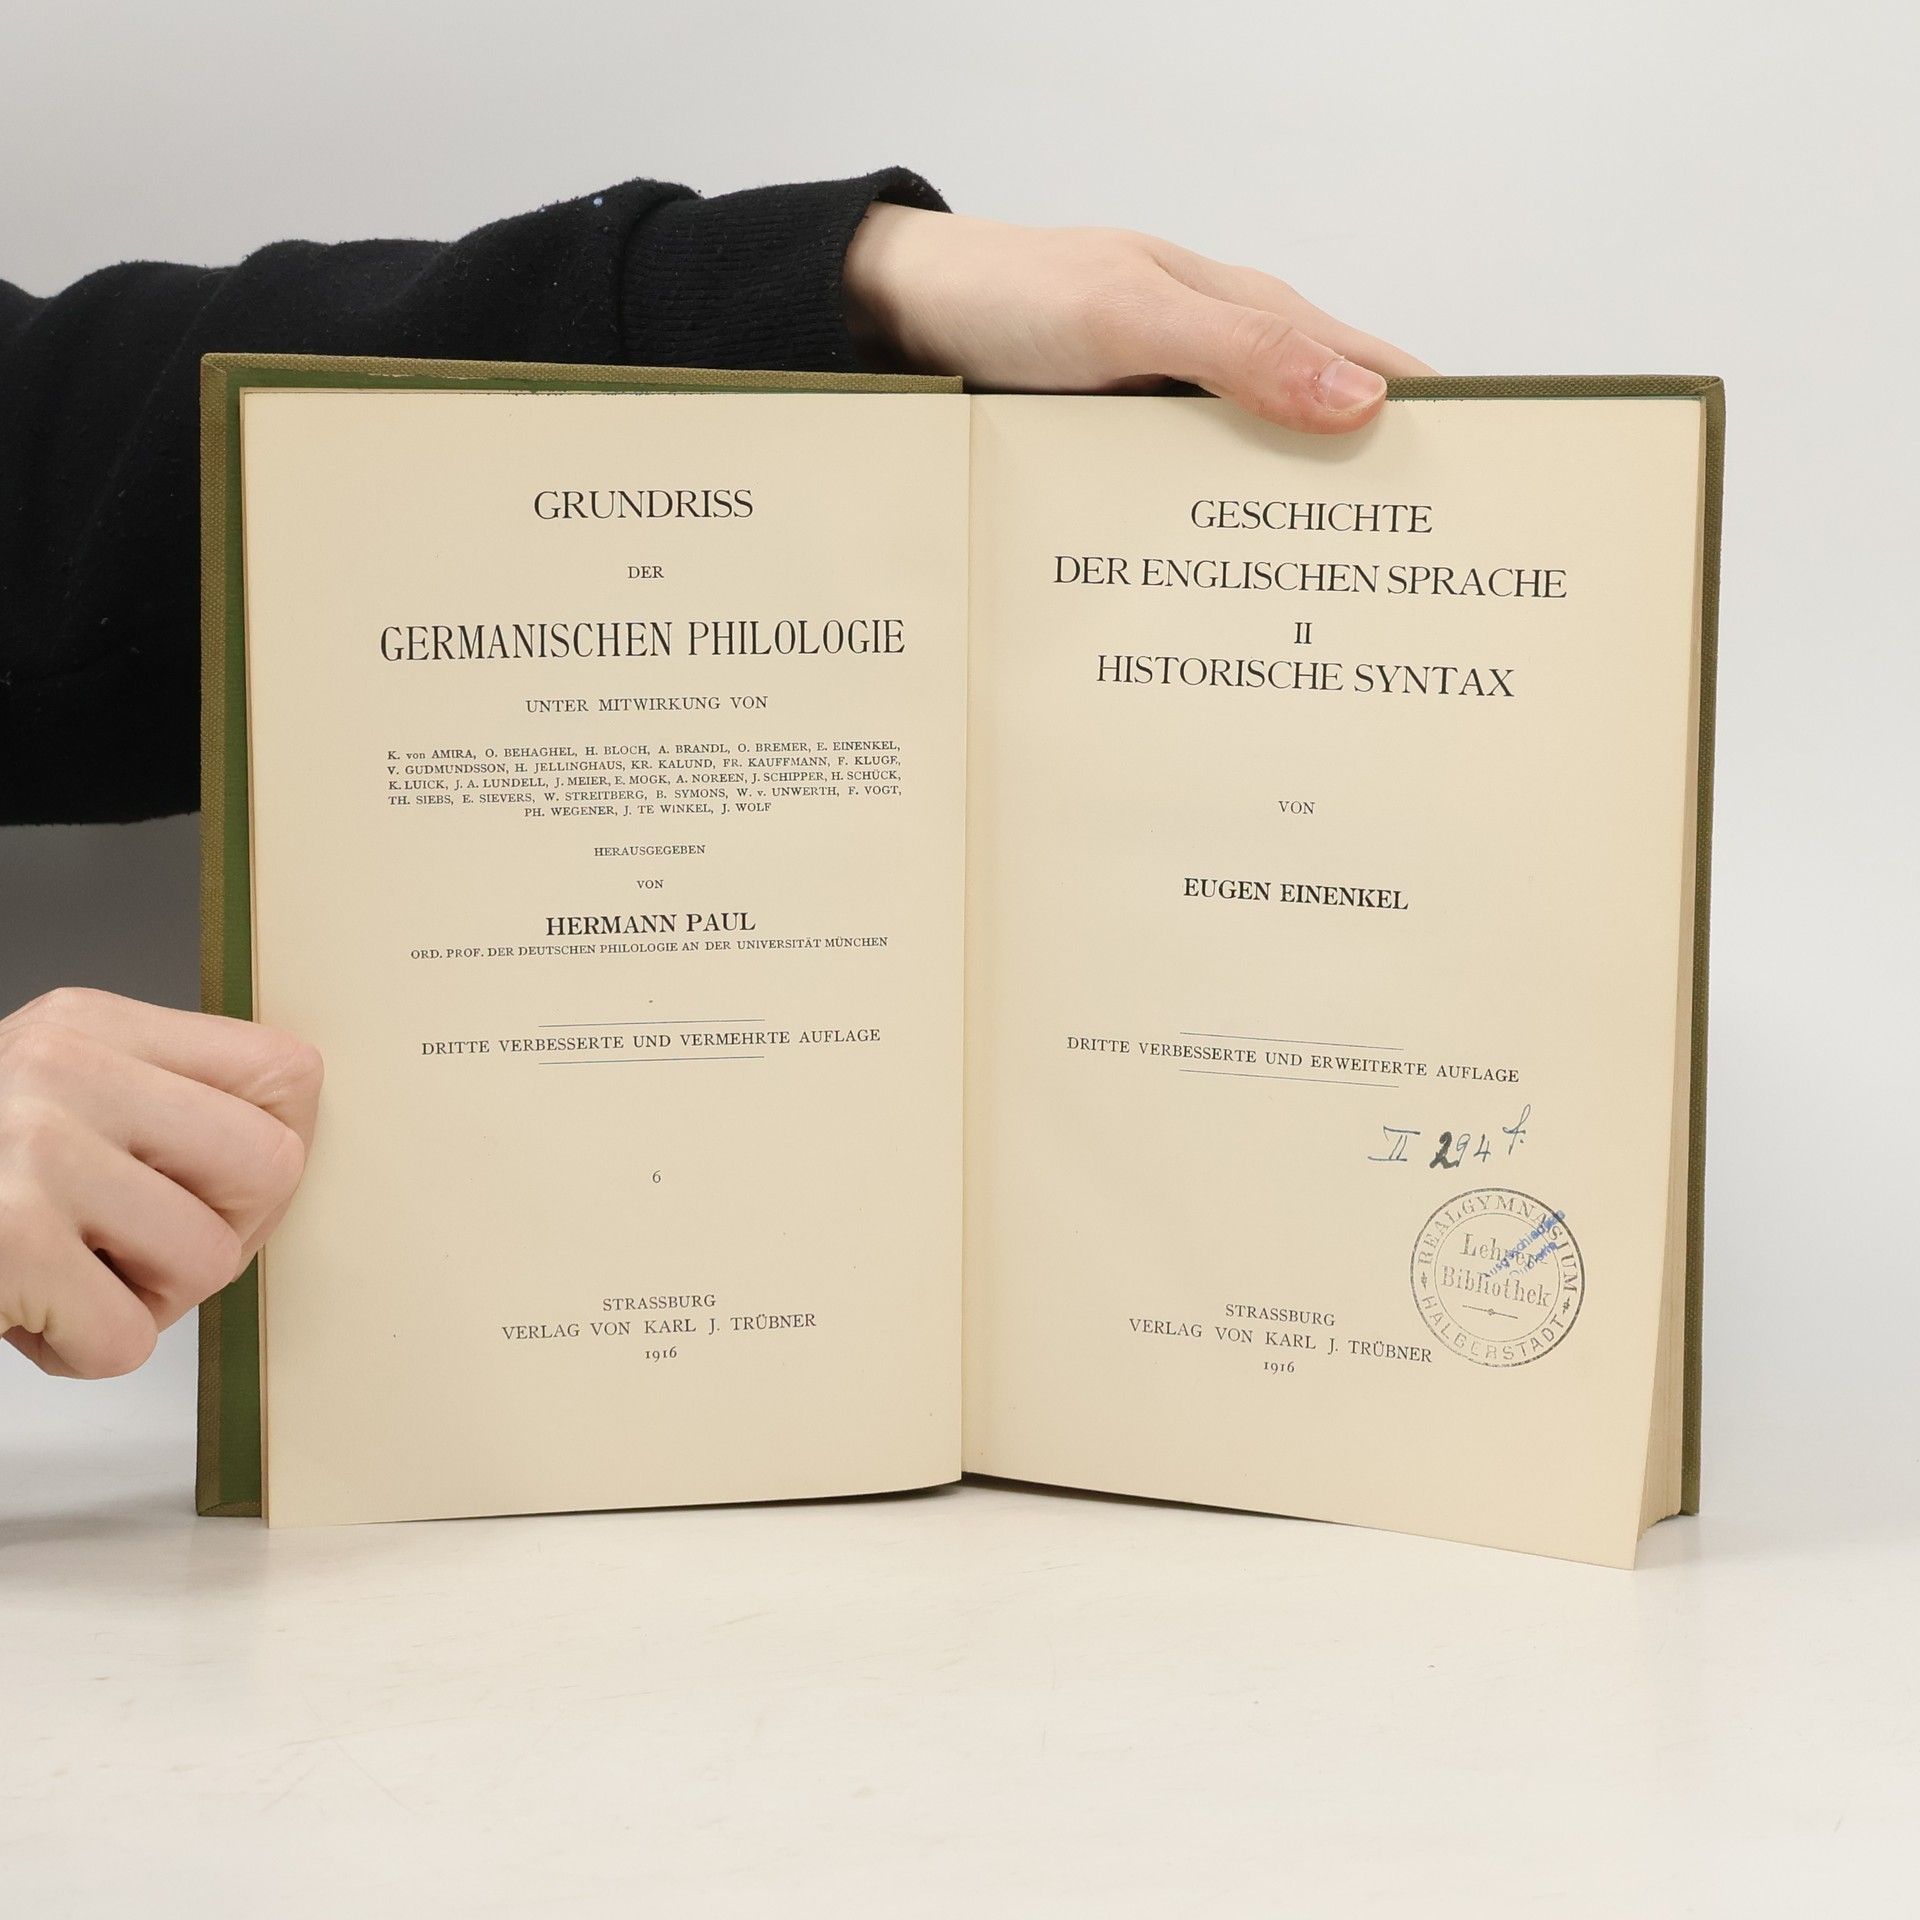 GRUNDRISS
DER
GERMANISCHEN PHILOLOGIE
UNTER MITWIRKUNG VON
K. von AMIRA, O. BEHAGHEL, H. BLOCH, A. BRANDL, O. BREMER, E. EINENKEL,
V. GUDMUNDSSON, H. JELLINGHAUS, KR. KALUND, FR. KAUFFMANN, F. KLUGE,
K. LUICK, J. A. LUNDELL, J. MEIER, E. MOGK, A. NOREEN, J. SCHIPPER, H. SCHÜCK,
TH. SIEBS, E. SIEVERS, W. STREITBERG, B. SYMONS, W. v. UNWERTH, F. VOGT,
PH. WEGENER, J. TE WINKEL, J. WOLF
HERAUSGEGEBEN
VON
HERMANN PAUL
ORD. PROF. DER DEUTSCHEN PHILOLOGIE AN DER UNIVERSITÄT MÜNCHEN
DRITTE VERBESSERTE UND VERMEHRTE AUFLAGE
6
STRASSBURG
VERLAG VON KARL J. TRÜBNER
1916
GESCHICHTE
DER ENGLISCHEN SPRACHE
II
HISTORISCHE SYNTAX
VON
EUGEN EINENKEL
DRITTE VERBESSERTE UND ERWEITERTE AUFLAGE
II 294 f.
REALGYMNASIUM
Lehrer
Bibliothek
HALBERSTADT
STRASSBURG
VERLAG VON KARL J. TRÜBNER
1916